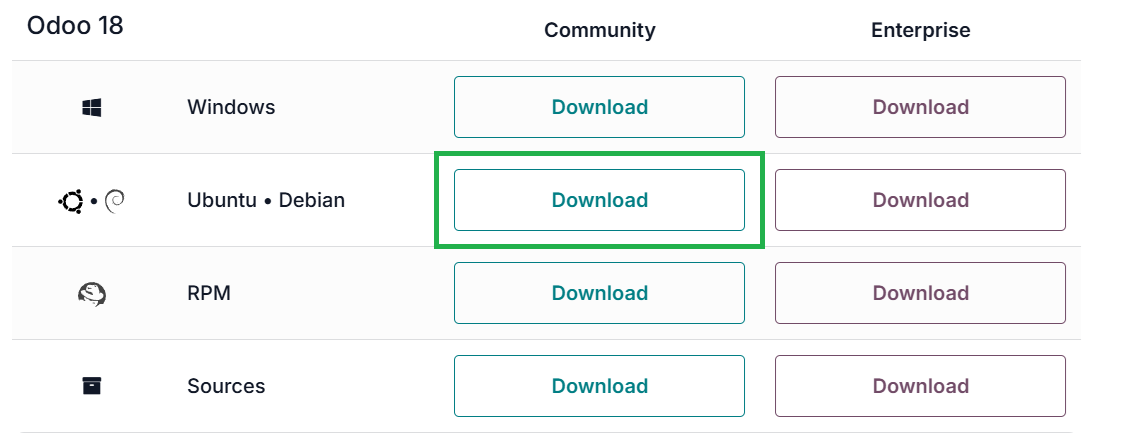 Odoo 18
Community Enterprise
Windows Download Download
Ubuntu • Debian Download Download
RPM Download Download
Sources Download Download